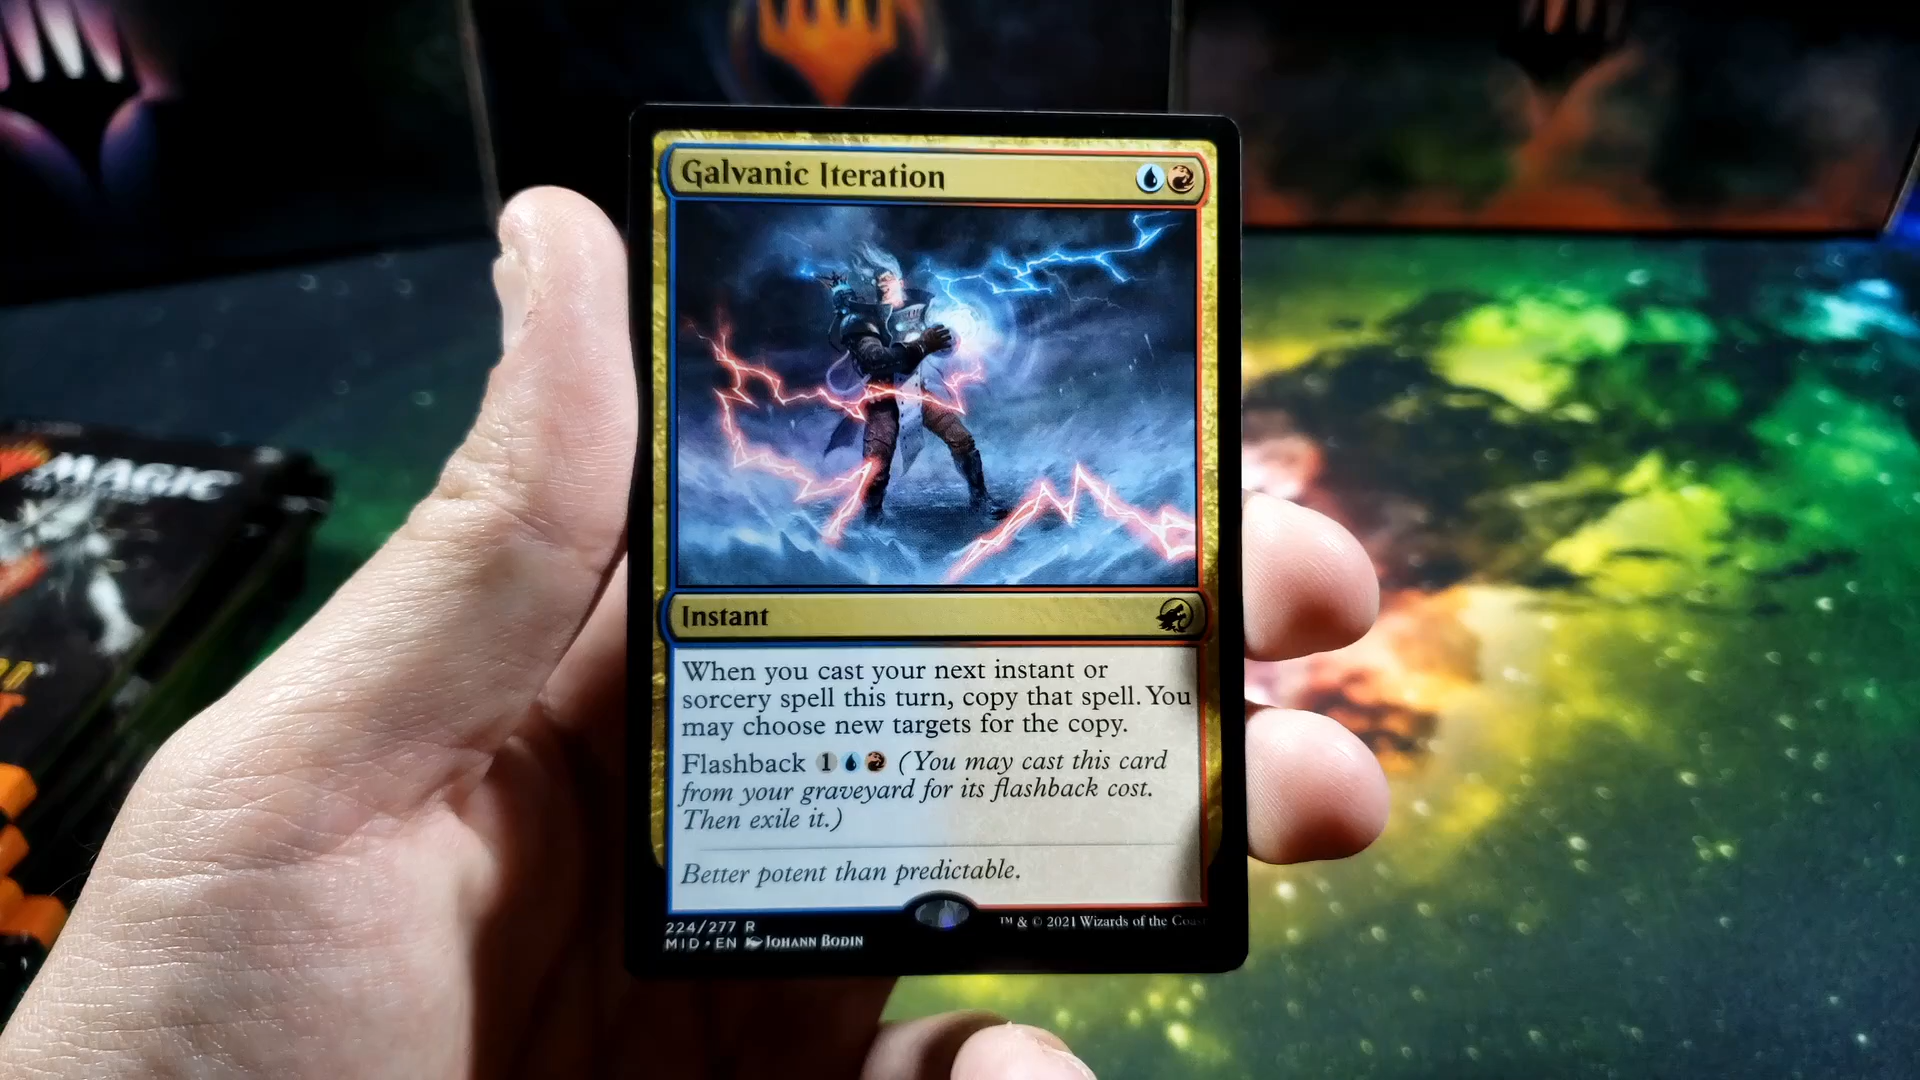 Galvanic Iteration
Instant
When you cast your next instant or
sorcery spell this turn, copy that spell. You
may choose new targets for the copy.
Flashback 1 (You may cast this card
from your graveyard for its flashback cost.
Then exile it.)
Better potent than predictable.
224/277 R
MID • EN JOHANN BODIN
™ & © 2021 Wizards of the Coast
MAGIC